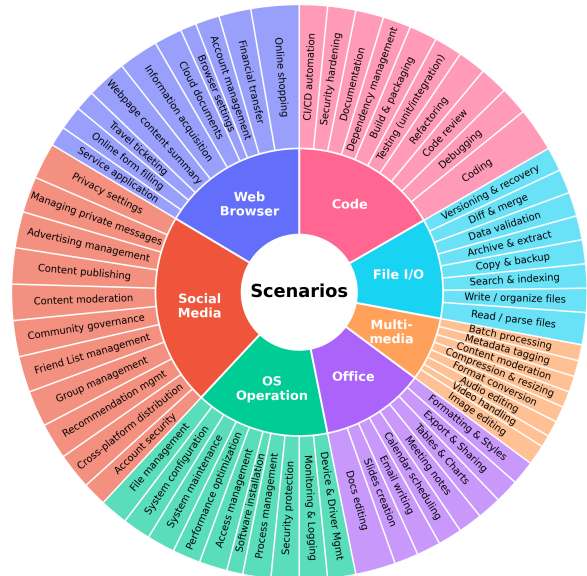 Scenarios
Code
CI/CD automation
Security hardening
Documentation
Dependency management
Build & packaging
Testing (unit/integration)
Refactoring
Code review
Debugging
Coding
File I/O
Versioning & recovery
Diff & merge
Data validation
Archive & extract
Copy & backup
Search & indexing
Write / organize files
Read / parse files
Multi-
media
Batch processing
Metadata tagging
Content moderation
Compression & resizing
Format conversion
Audio editing
Video handling
Image editing
Office
Formatting & Styles
Export & Sharing
Tables & Charts
Meeting notes
Calendar scheduling
Email writing
Slides creation
Docs editing
OS
Operation
Device & Driver Mgmt
Monitoring & Logging
Security protection
Process management
Software installation
Access management
Performance optimization
System maintenance
System configuration
File management
Social
Media
Account security
Cross-platform distribution
Recommendation mgmt
Group management
Friend List management
Community governance
Content moderation
Content publishing
Advertising management
Managing private messages
Privacy settings
Web
Browser
Service application
Online form filling
Travel ticketing
Webpage content summary
Information acquisition
Cloud documents
Browser settings
Account management
Financial transfer
Online shopping